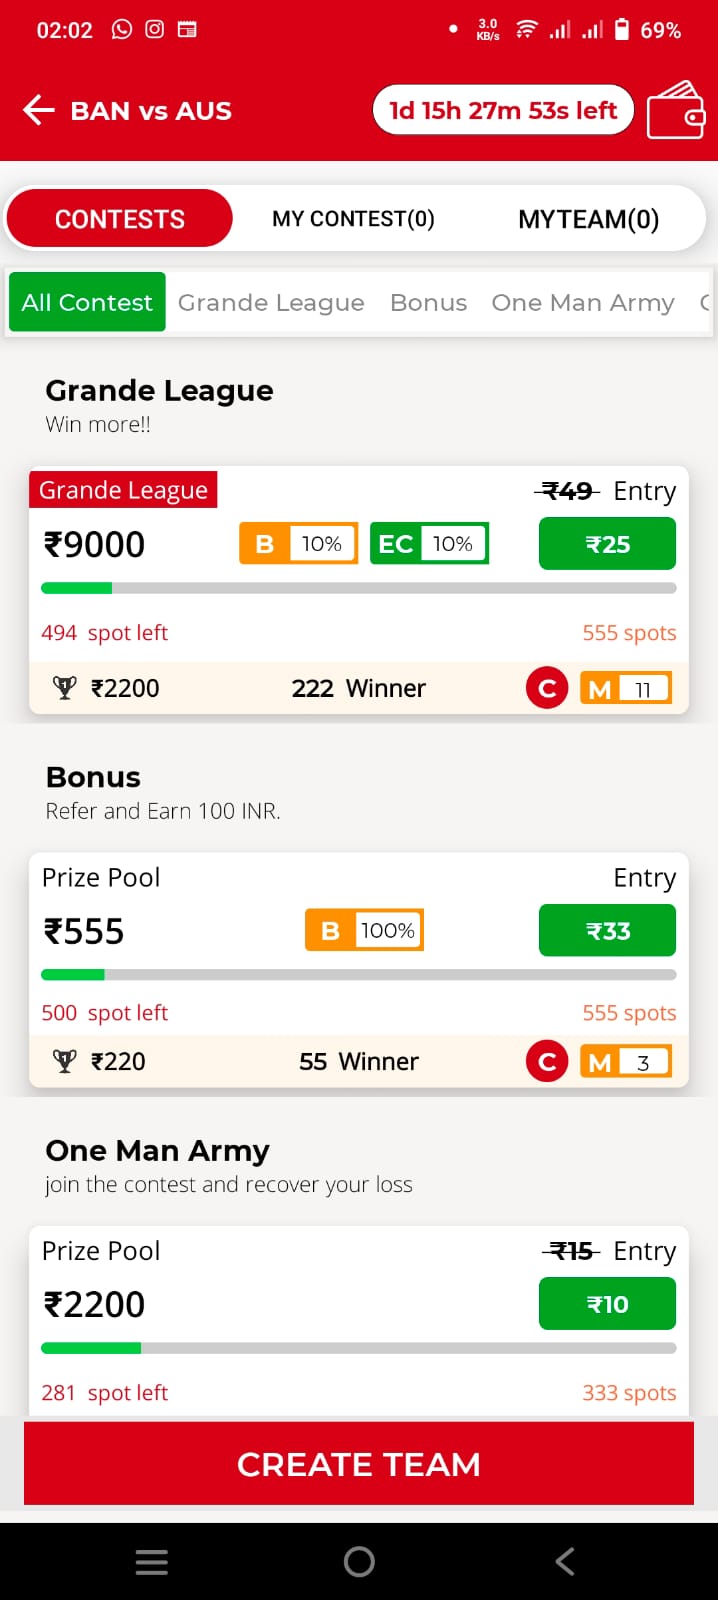 02:02 3.0 KB/s 69%
BAN vs AUS 1d 15h 27m 53s left
CONTESTS MY CONTEST(0) MYTEAM(0)
All Contest Grande League Bonus One Man Army
Grande League
Win more!!
Grande League ₹49 Entry
₹9000 B 10% EC 10% ₹25
494 spot left 555 spots
1 ₹2200 222 Winner C M 11
Bonus
Refer and Earn 100 INR.
Prize Pool Entry
₹555 B 100% ₹33
500 spot left 555 spots
1 ₹220 55 Winner C M 3
One Man Army
join the contest and recover your loss
Prize Pool ₹15 Entry
₹2200 ₹10
281 spot left 333 spots
CREATE TEAM